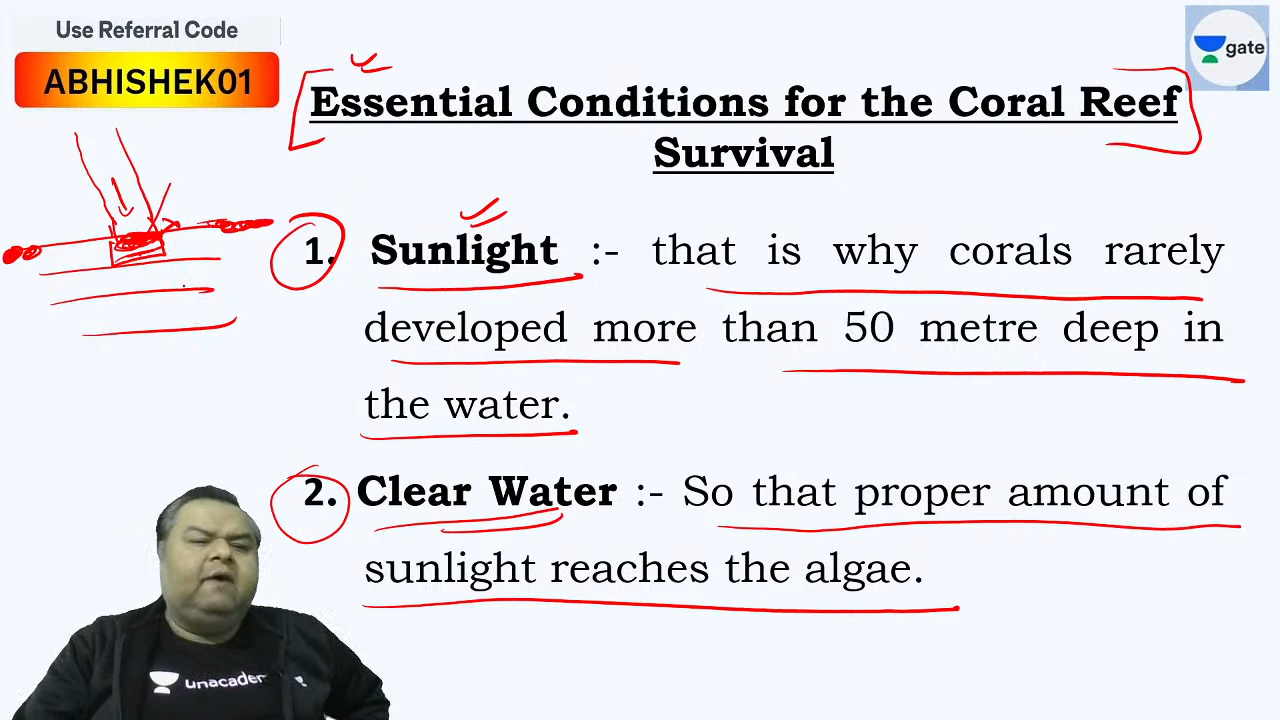 Use Referral Code
ABHISHEK01
gate
Essential Conditions for the Coral Reef
Survival
1. Sunlight :- that is why corals rarely
developed more than 50 metre deep in
the water.
2. Clear Water :- So that proper amount of
sunlight reaches the algae.
unacadem